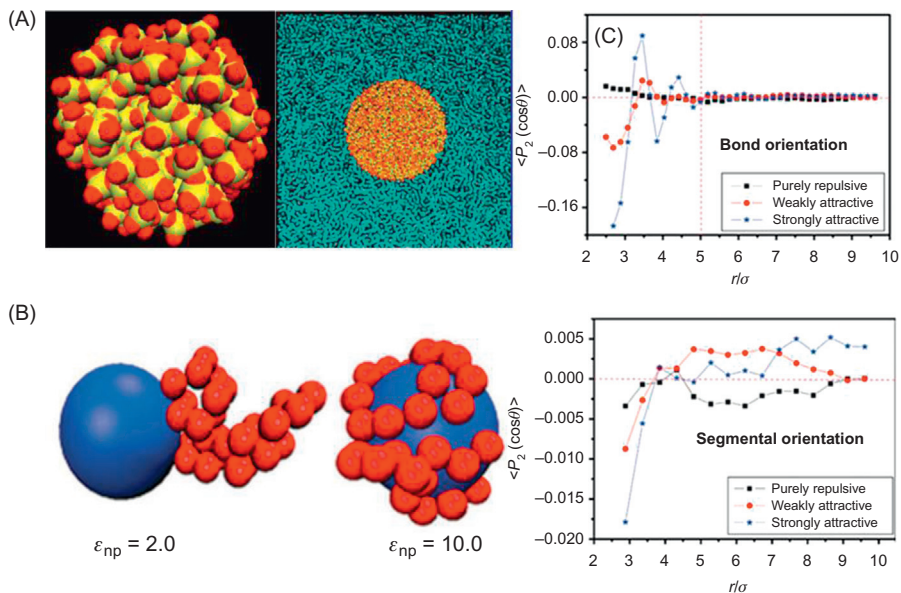 (A)
(B)
ε_np = 2.0
ε_np = 10.0
(C)
<P₂ (cosθ)>
0.08
0.00
–0.08
–0.16
Bond orientation
Purely repulsive
Weakly attractive
Strongly attractive
2 3 4 5 6 7 8 9 10
r/σ
<P₂ (cosθ)>
0.005
0.000
–0.005
–0.010
–0.015
–0.020
Segmental orientation
Purely repulsive
Weakly attractive
Strongly attractive
2 3 4 5 6 7 8 9 10
r/σ